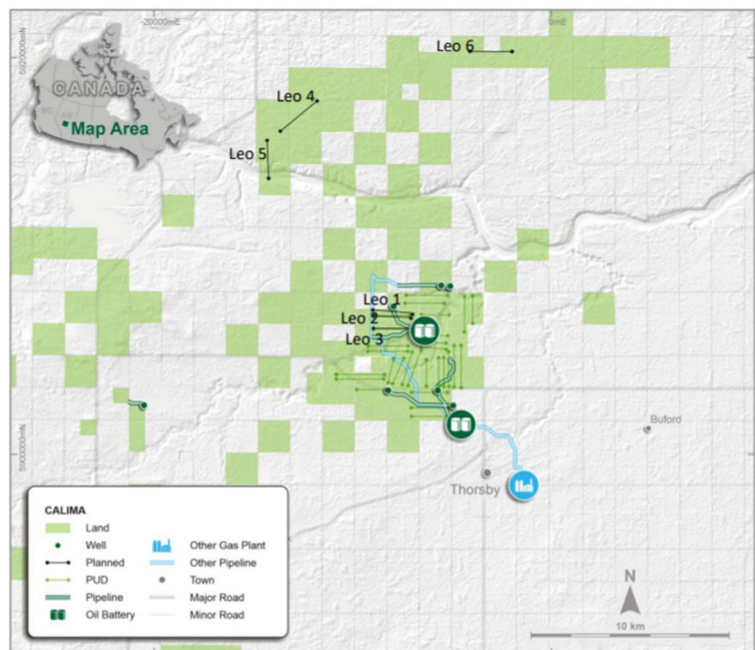 -20000mE
0mE
5920000mN
CANADA
Map Area
Leo 6
Leo 4
Leo 5
Leo 1
Leo 2
Leo 3
Buford
5900000mN
Thorsby
CALIMA
Land
Well
Planned
PUD
Pipeline
Oil Battery
Other Gas Plant
Other Pipeline
Town
Major Road
Minor Road
N
10 km